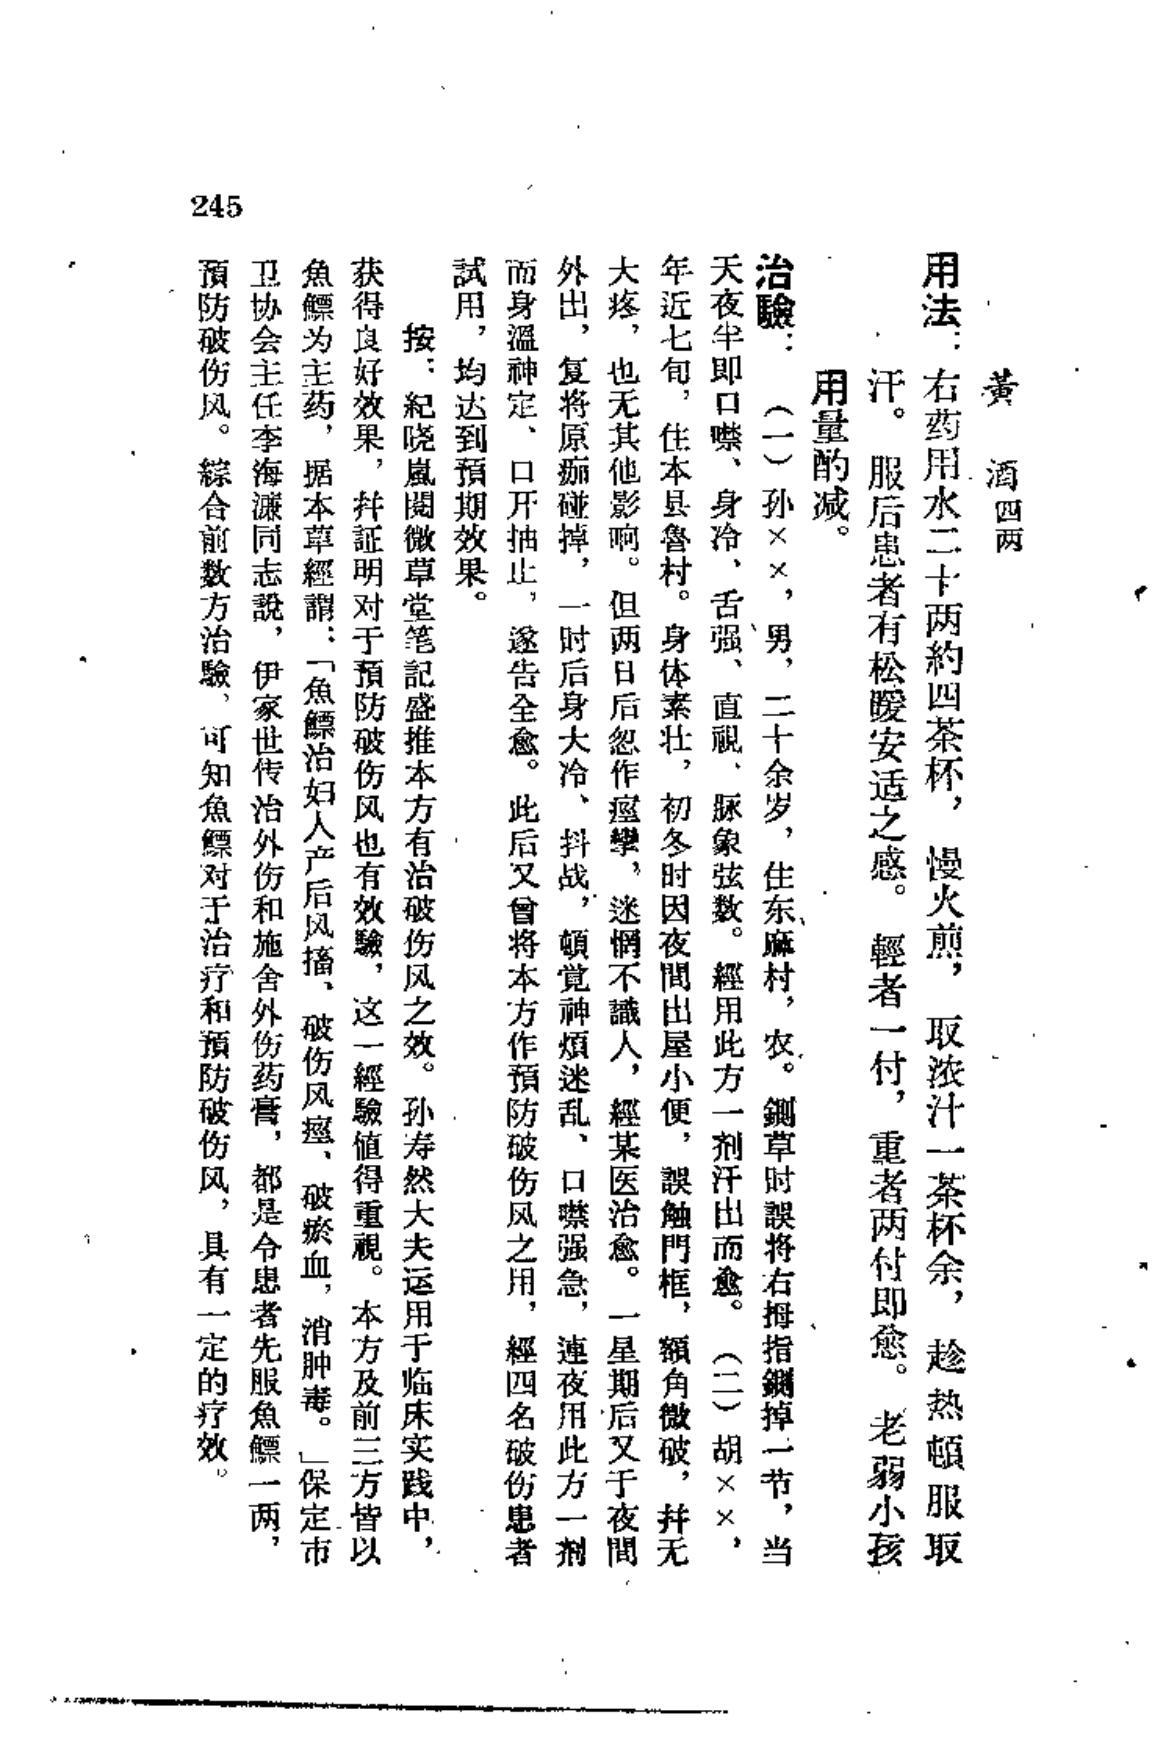 黃　酒四两
用法：右药用水二十两約四茶杯，慢火煎，取浓汁一茶杯余，趁热頓服取
汗。服后患者有松暖安适之感。輕者一付，重者两付即愈。老弱小孩
用量酌减。
治驗：（一）孙××，男，二十余岁，住东麻村，农。鍘草时誤将右拇指鍘掉一节，当
天夜半即口噤、身冷、舌强、直視、脉象弦数。經用此方一剂汗出而愈。（二）胡××，
年近七旬，住本县魯村。身体素壮，初冬时因夜間出屋小便，誤触門框，額角微破，幷无
大疼，也无其他影响。但两日后忽作痙攣，迷惘不識人，經某医治愈。一星期后又于夜間
外出，复将原痂碰掉，一时后身大冷、抖战，頓覚神煩迷乱、口噤强急，連夜用此方一剂
而身溫神定、口开抽止，遂告全愈。此后又曾将本方作預防破伤风之用，經四名破伤患者
試用，均达到預期效果。
按：紀晓嵐閱微草堂笔記盛推本方有治破伤风之效。孙寿然大夫运用于临床实践中，
获得良好效果，幷証明对于預防破伤风也有效驗，这一經驗値得重視。本方及前三方皆以
魚鰾为主药，据本草經謂：「魚鰾治妇人产后风搐、破伤风痙、破瘀血，消肿毒。」保定市
卫协会主任李海濂同志說，伊家世传治外伤和施舍外伤药膏，都是令患者先服魚鰾一两，
預防破伤风。綜合前数方治驗，可知魚鰾对于治疗和預防破伤风，具有一定的疗效。
245